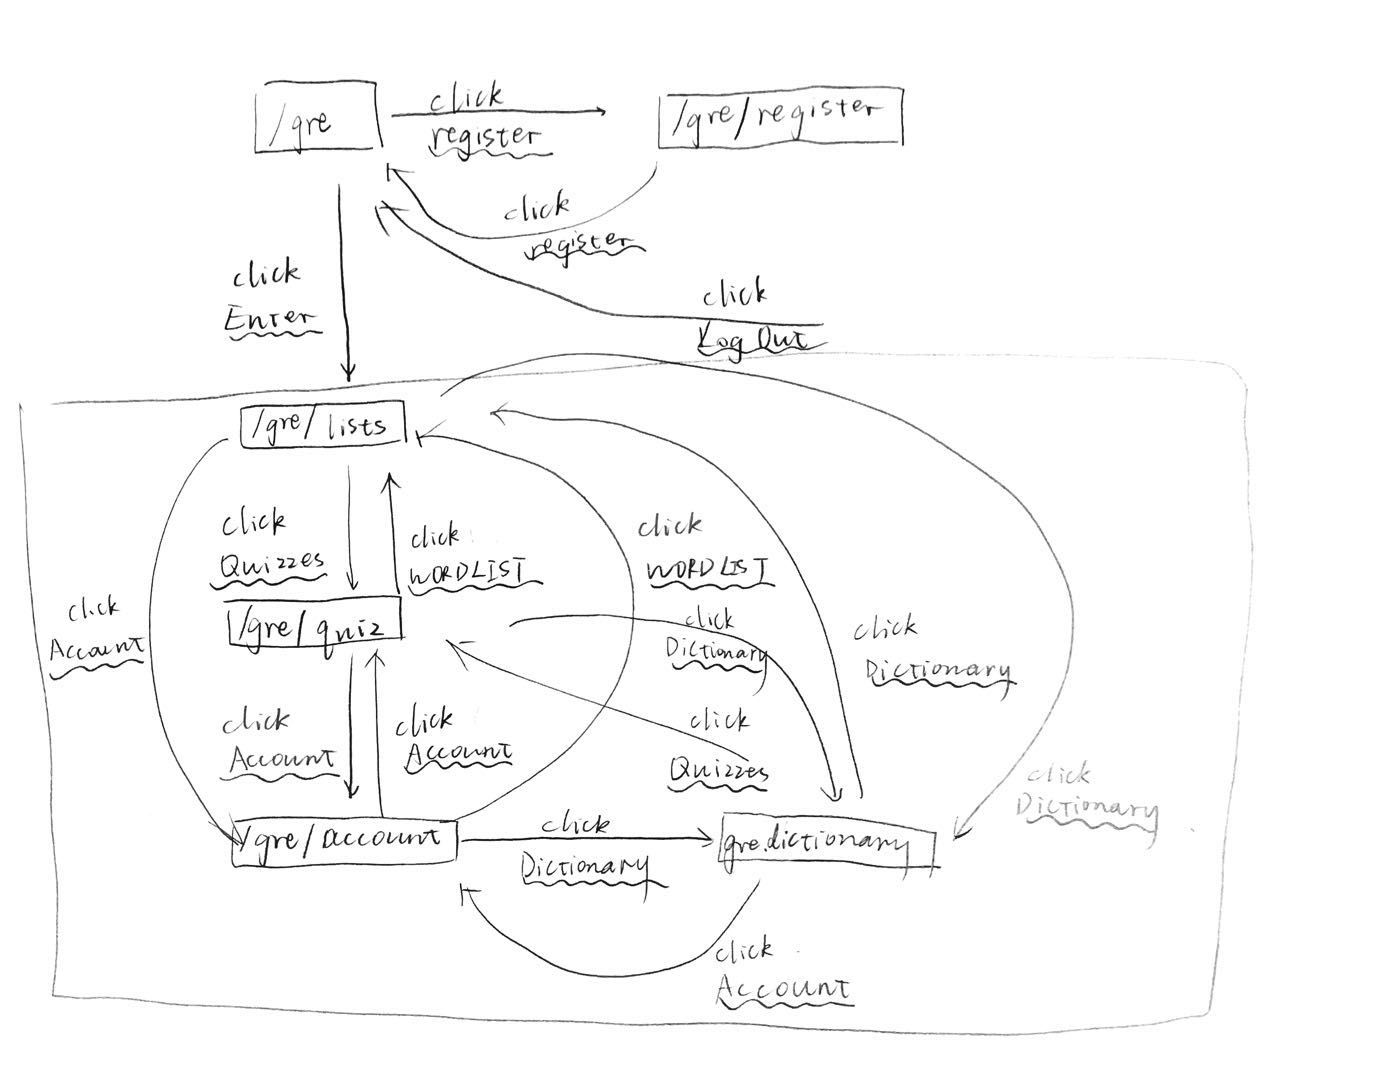 /gre
click
register
/gre/register
click
register
click
Enter
click
Log Out
/gre/lists
click
Quizzes
click
WORDLIST
click
WORDLIST
click
Account
/gre/quiz
click
Dictionary
click
Dictionary
click
Account
click
Account
click
Quizzes
click
Dictionary
/gre/account
click
Dictionary
gre.dictionary
click
Account